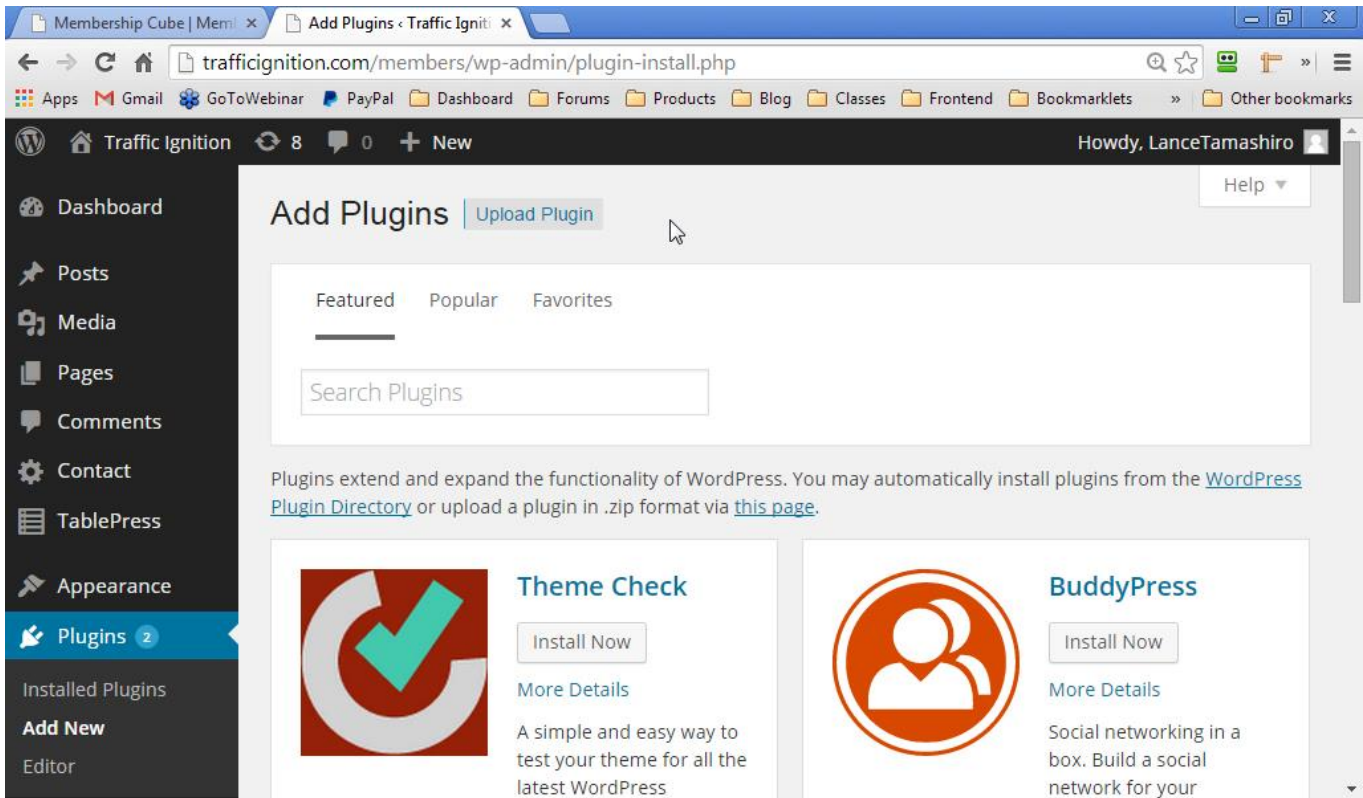 Membership Cube | Mem
Add Plugins ‹ Traffic Igniti
trafficignition.com/members/wp-admin/plugin-install.php
Apps Gmail GoToWebinar PayPal Dashboard Forums Products Blog Classes Frontend Bookmarklets » Other bookmarks
Traffic Ignition 8 0 + New Howdy, LanceTamashiro
Help
Dashboard
Posts
Media
Pages
Comments
Contact
TablePress
Appearance
Plugins 2
Installed Plugins
Add New
Editor
Add Plugins Upload Plugin
Featured Popular Favorites
Search Plugins
Plugins extend and expand the functionality of WordPress. You may automatically install plugins from the WordPress
Plugin Directory or upload a plugin in .zip format via this page.
Theme Check
Install Now
More Details
A simple and easy way to
test your theme for all the
latest WordPress
BuddyPress
Install Now
More Details
Social networking in a
box. Build a social
network for your